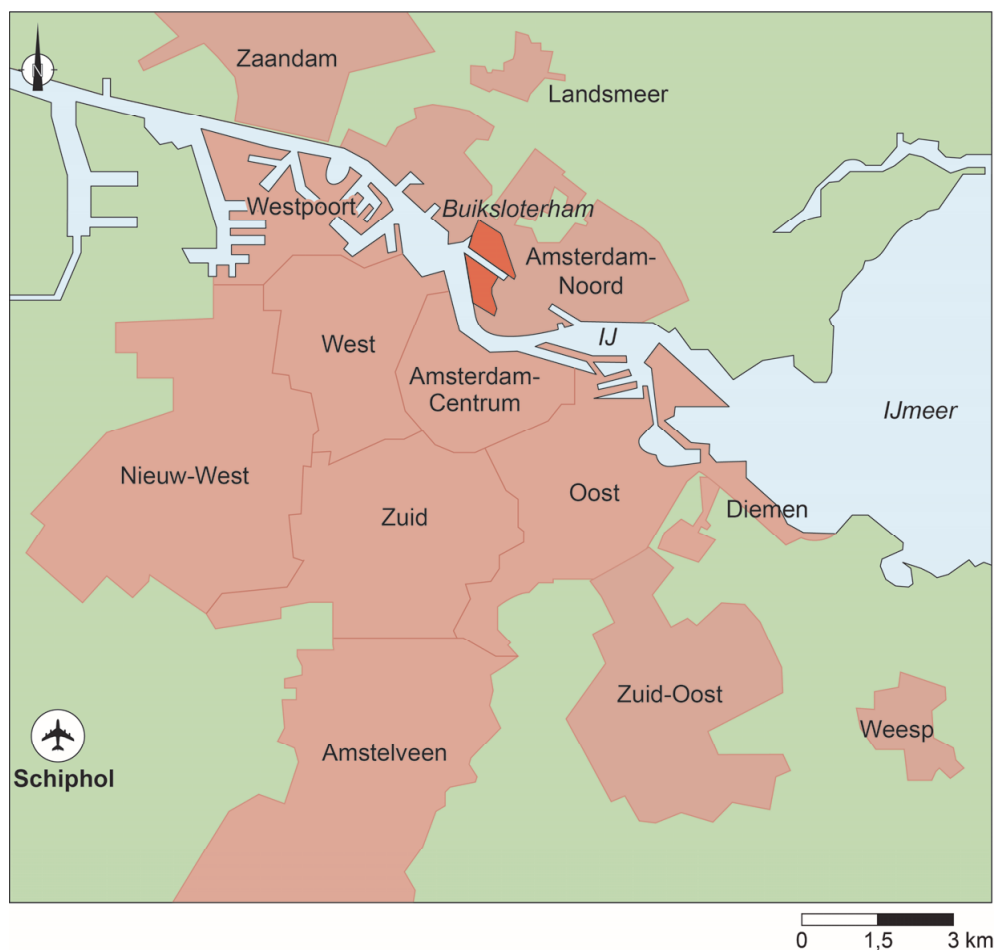 Zaandam
N
Landsmeer
Westpoort
Buiksloterham
Amsterdam-
Noord
IJ
West
Amsterdam-
Centrum
IJmeer
Nieuw-West
Oost
Zuid
Diemen
Zuid-Oost
Weesp
Amstelveen
Schiphol
0 1,5 3 km